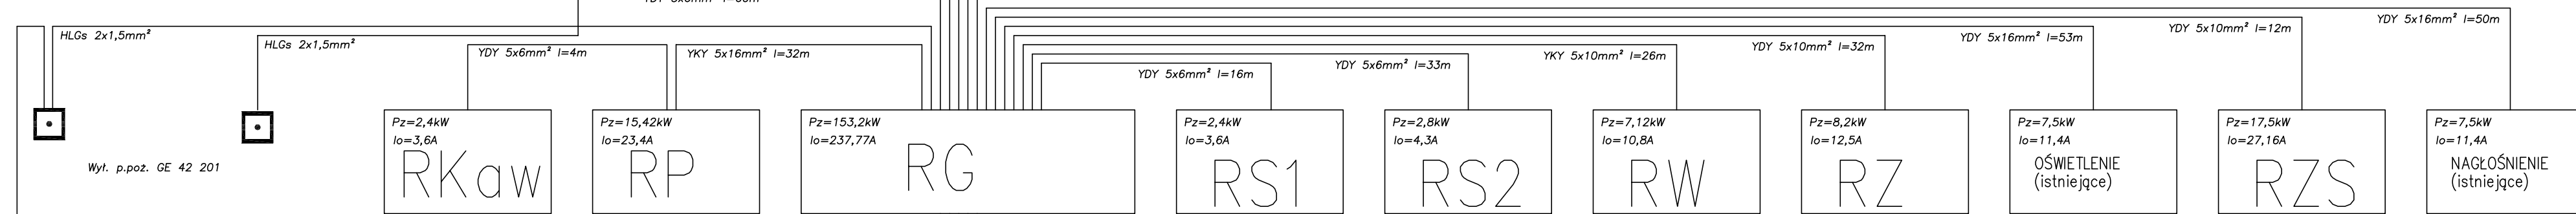 YDY 5x16mm² l=50m
YDY 5x10mm² l=12m
HLGs 2x1,5mm²
YDY 5x16mm² l=53m
HLGs 2x1,5mm²
YDY 5x10mm² l=32m
YDY 5x6mm² l=4m
YKY 5x16mm² l=32m
YKY 5x10mm² l=26m
YDY 5x6mm² l=33m
YDY 5x6mm² l=16m
Wył. p.poż. GE 42 201
Pz=2,4kW
Io=3,6A
RKaw
Pz=15,42kW
Io=23,4A
RP
Pz=153,2kW
Io=237,77A
RG
Pz=2,4kW
Io=3,6A
RS1
Pz=2,8kW
Io=4,3A
RS2
Pz=7,12kW
Io=10,8A
RW
Pz=8,2kW
Io=12,5A
RZ
Pz=7,5kW
Io=11,4A
OŚWIETLENIE
(istniejące)
Pz=17,5kW
Io=27,16A
RZS
Pz=7,5kW
Io=11,4A
NAGŁOŚNIENIE
(istniejące)